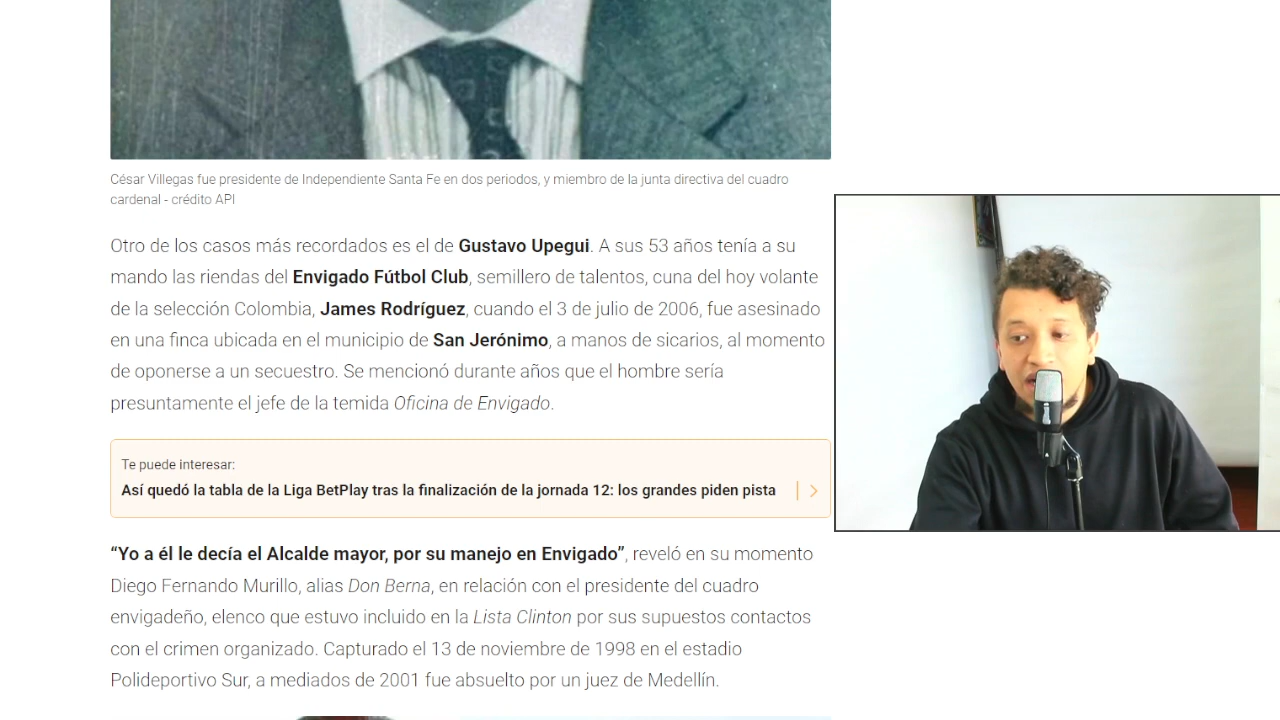 César Villegas fue presidente de Independiente Santa Fe en dos periodos, y miembro de la junta directiva del cuadro
cardenal - crédito API
Otro de los casos más recordados es el de Gustavo Upegui. A sus 53 años tenía a su
mando las riendas del Envigado Fútbol Club, semillero de talentos, cuna del hoy volante
de la selección Colombia, James Rodríguez, cuando el 3 de julio de 2006, fue asesinado
en una finca ubicada en el municipio de San Jerónimo, a manos de sicarios, al momento
de oponerse a un secuestro. Se mencionó durante años que el hombre sería
presuntamente el jefe de la temida Oficina de Envigado.
Te puede interesar:
Así quedó la tabla de la Liga BetPlay tras la finalización de la jornada 12: los grandes piden pista
“Yo a él le decía el Alcalde mayor, por su manejo en Envigado”, reveló en su momento
Diego Fernando Murillo, alias Don Berna, en relación con el presidente del cuadro
envigadeño, elenco que estuvo incluido en la Lista Clinton por sus supuestos contactos
con el crimen organizado. Capturado el 13 de noviembre de 1998 en el estadio
Polideportivo Sur, a mediados de 2001 fue absuelto por un juez de Medellín.